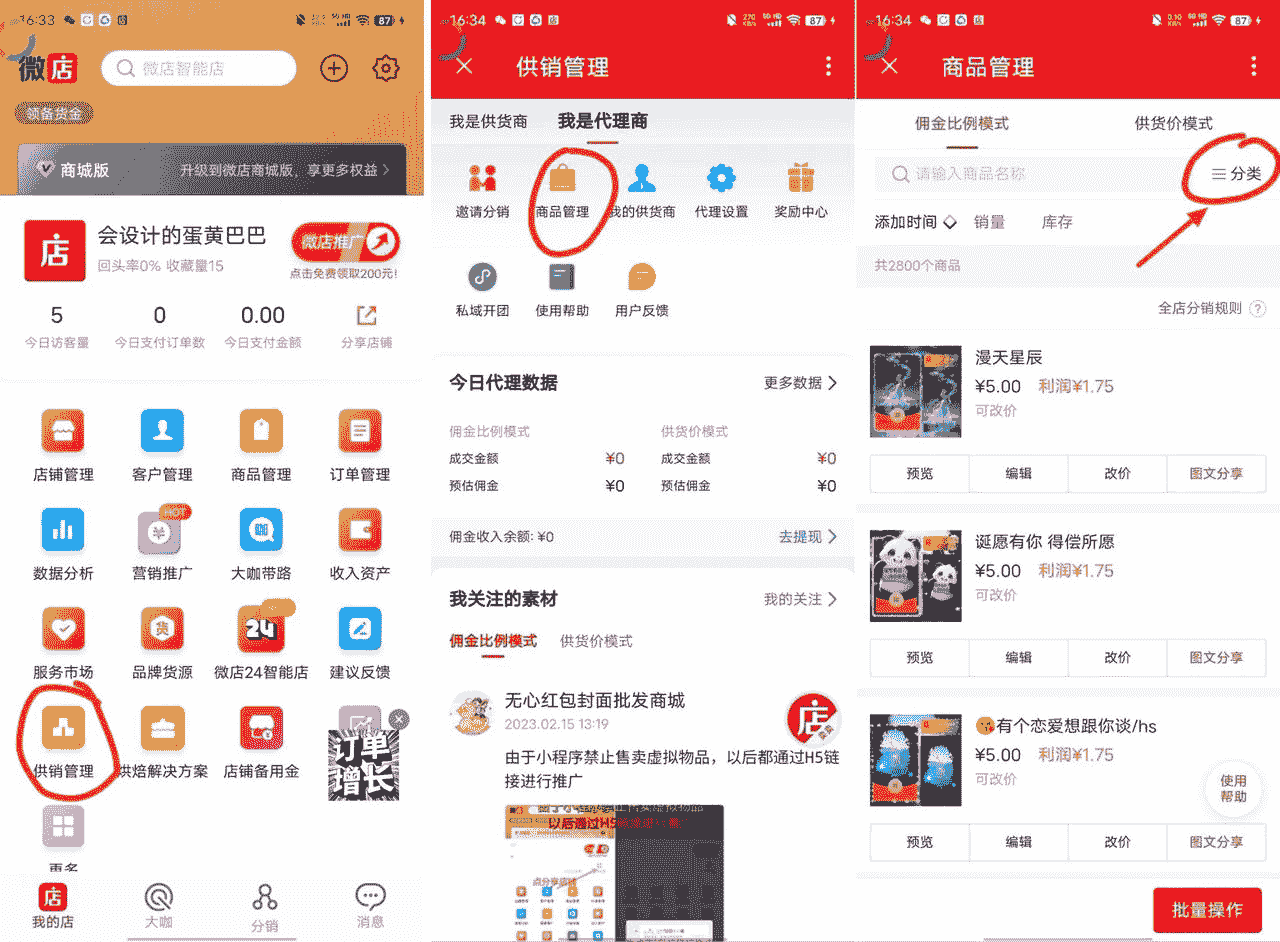 16:33
87
微店
微店智能店
领备货金
商城版
升级到微店商城版，享更多权益
店
会设计的蛋黄巴巴
回头率0% 收藏量15
微店推广
点击免费领取200元!
5
0
0.00
今日访客量
今日支付订单数
今日支付金额
分享店铺
店铺管理
客户管理
商品管理
订单管理
数据分析
营销推广
大咖带路
收入资产
服务市场
品牌货源
微店24智能店
建议反馈
供销管理
烘焙解决方案
店铺备用金
订单增长
更多
我的店
大咖
分销
消息
16:34
87
供销管理
我是供货商
我是代理商
邀请分销
商品管理
我的供货商
代理设置
奖励中心
私域开团
使用帮助
用户反馈
今日代理数据
更多数据
佣金比例模式
供货价模式
成交金额
¥0
成交金额
¥0
预估佣金
¥0
预估佣金
¥0
佣金收入余额: ¥0
去提现
我关注的素材
我的关注
佣金比例模式
供货价模式
无心红包封面批发商城
2023.02.15 13:19
由于小程序禁止售卖虚拟物品，以后都通过H5链
接进行推广
16:34
87
商品管理
佣金比例模式
供货价模式
请输入商品名称
分类
添加时间
销量
库存
共2800个商品
全店分销规则
漫天星辰
¥5.00 利润¥1.75
可改价
预览
编辑
改价
图文分享
诞愿有你 得偿所愿
¥5.00 利润¥1.75
可改价
预览
编辑
改价
图文分享
有个恋爱想跟你谈/hs
¥5.00 利润¥1.75
可改价
使用
帮助
预览
编辑
改价
图文分享
批量操作